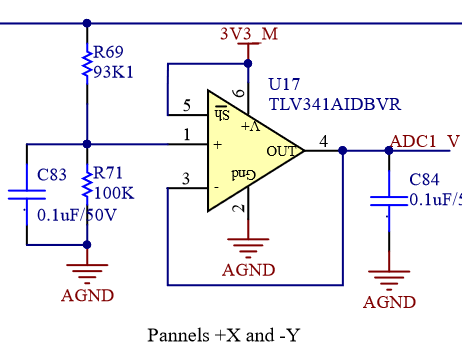 3V3_M
R69
93K1
U17
TLV341AIDBVR
5
Sh
6
V+
1
+
OUT
4
ADC1_V
C83
R71
100K
0.1uF/50V
3
-
Gnd
2
C84
0.1uF/5
AGND
AGND
AGND
Pannels +X and -Y